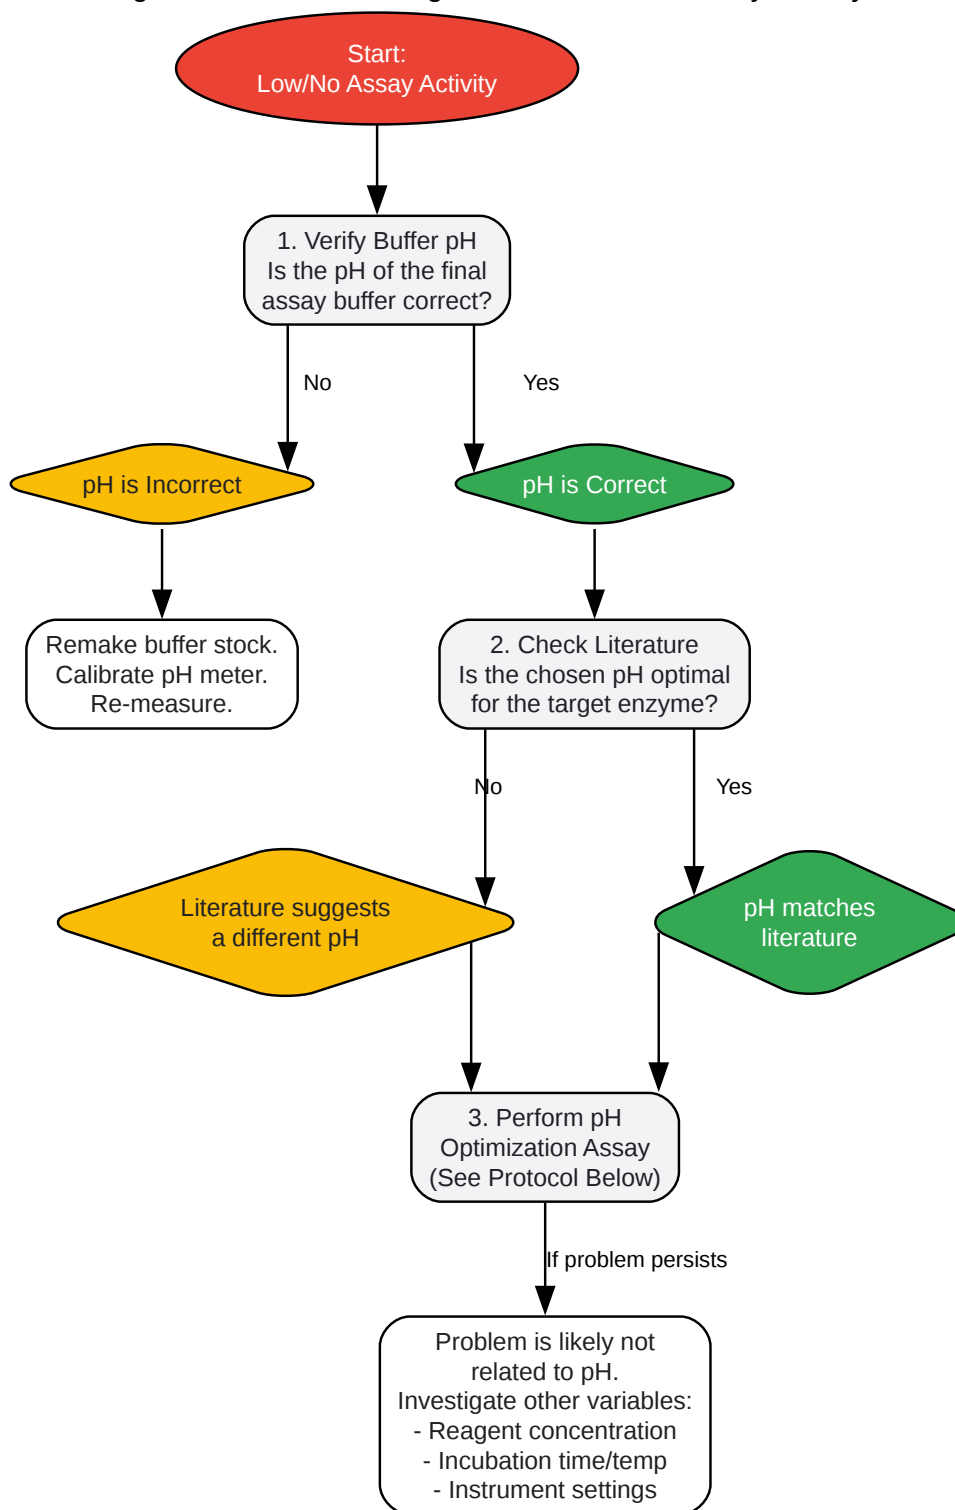 Start:
Low/No Assay Activity
1. Verify Buffer pH
Is the pH of the final
assay buffer correct?
No
Yes
pH is Incorrect
pH is Correct
Remake buffer stock.
Calibrate pH meter.
Re-measure.
2. Check Literature
Is the chosen pH optimal
for the target enzyme?
No
Yes
Literature suggests
a different pH
pH matches
literature
3. Perform pH
Optimization Assay
(See Protocol Below)
If problem persists
Problem is likely not
related to pH.
Investigate other variables:
- Reagent concentration
- Incubation time/temp
- Instrument settings